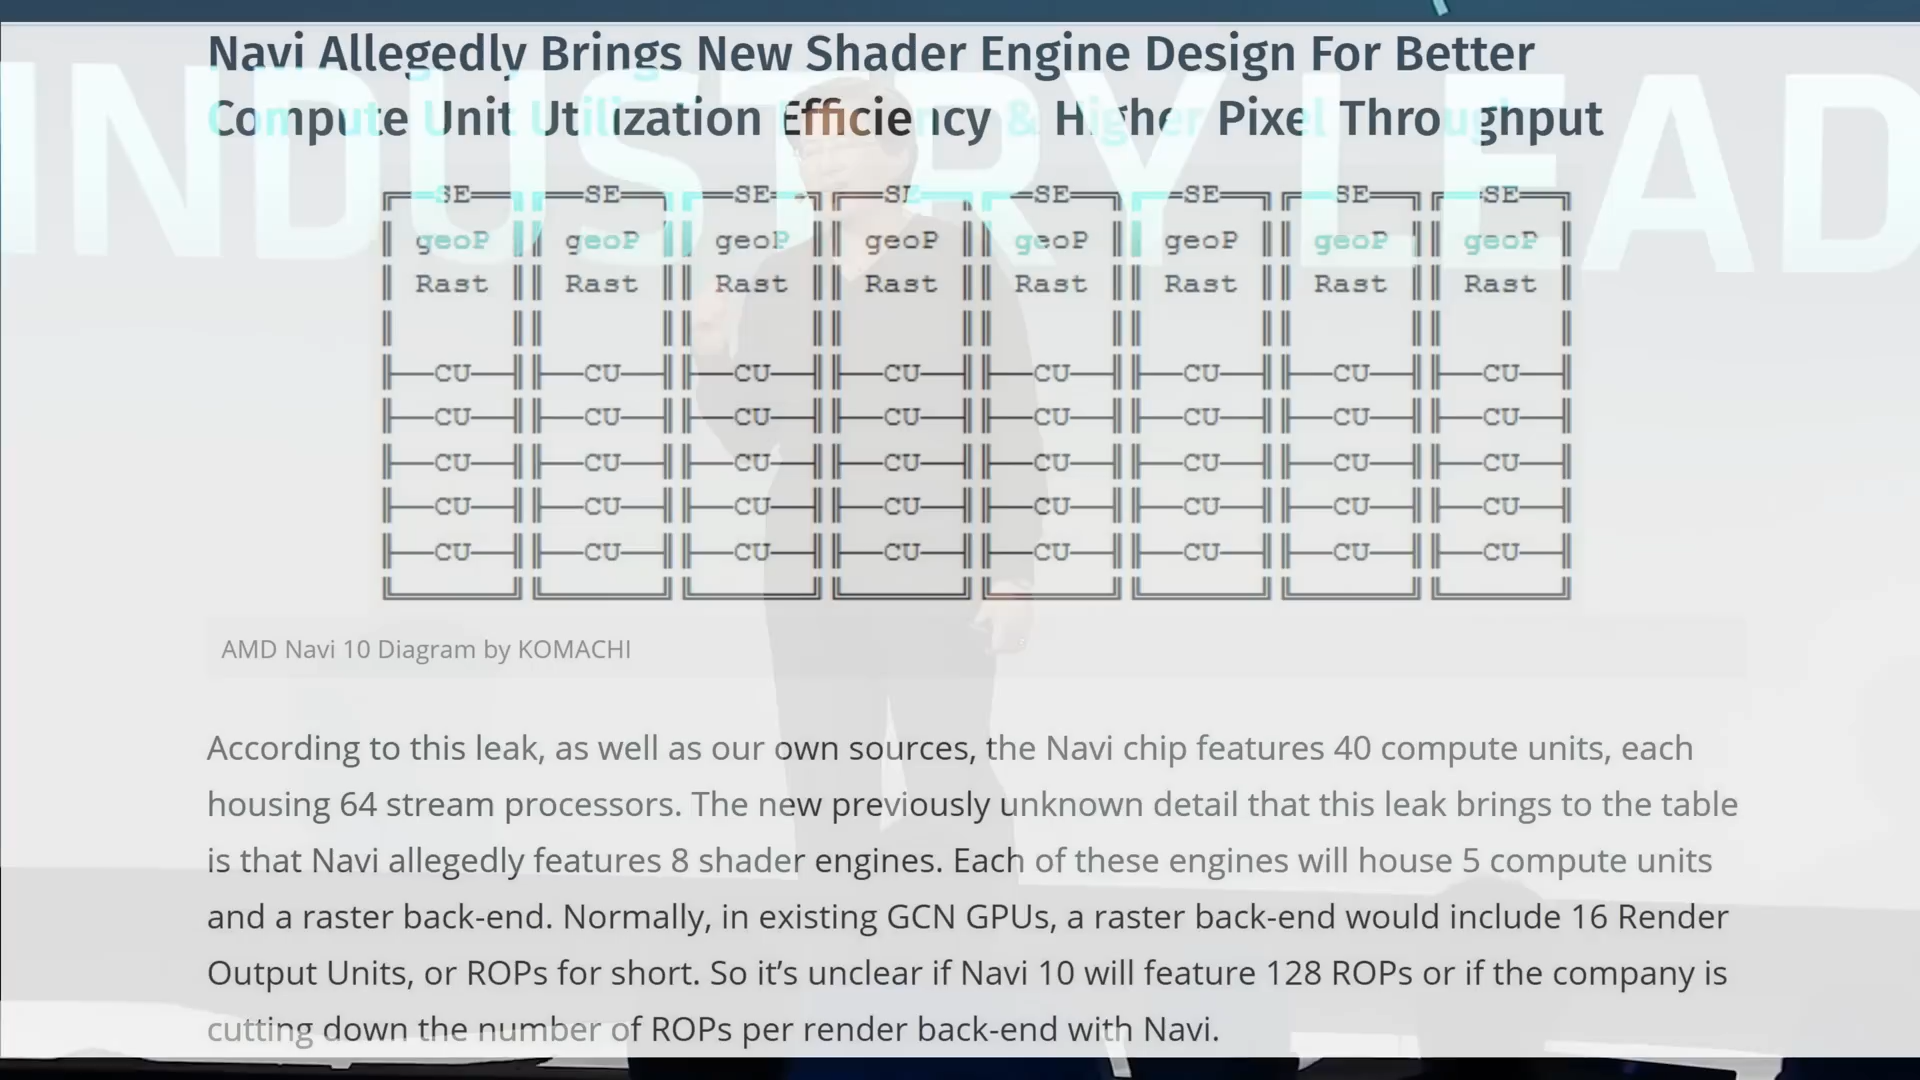 Navi Allegedly Brings New Shader Engine Design For Better
Compute Unit Utilization Efficiency & Higher Pixel Throughput
INDUSTRY LEAD
SE SE SE SE SE SE SE SE
geoP geoP geoP geoP geoP geoP geoP geoP
Rast Rast Rast Rast Rast Rast Rast Rast
CU CU CU CU CU CU CU CU
CU CU CU CU CU CU CU CU
CU CU CU CU CU CU CU CU
CU CU CU CU CU CU CU CU
CU CU CU CU CU CU CU CU
AMD Navi 10 Diagram by KOMACHI
According to this leak, as well as our own sources, the Navi chip features 40 compute units, each
housing 64 stream processors. The new previously unknown detail that this leak brings to the table
is that Navi allegedly features 8 shader engines. Each of these engines will house 5 compute units
and a raster back-end. Normally, in existing GCN GPUs, a raster back-end would include 16 Render
Output Units, or ROPs for short. So it’s unclear if Navi 10 will feature 128 ROPs or if the company is
cutting down the number of ROPs per render back-end with Navi.